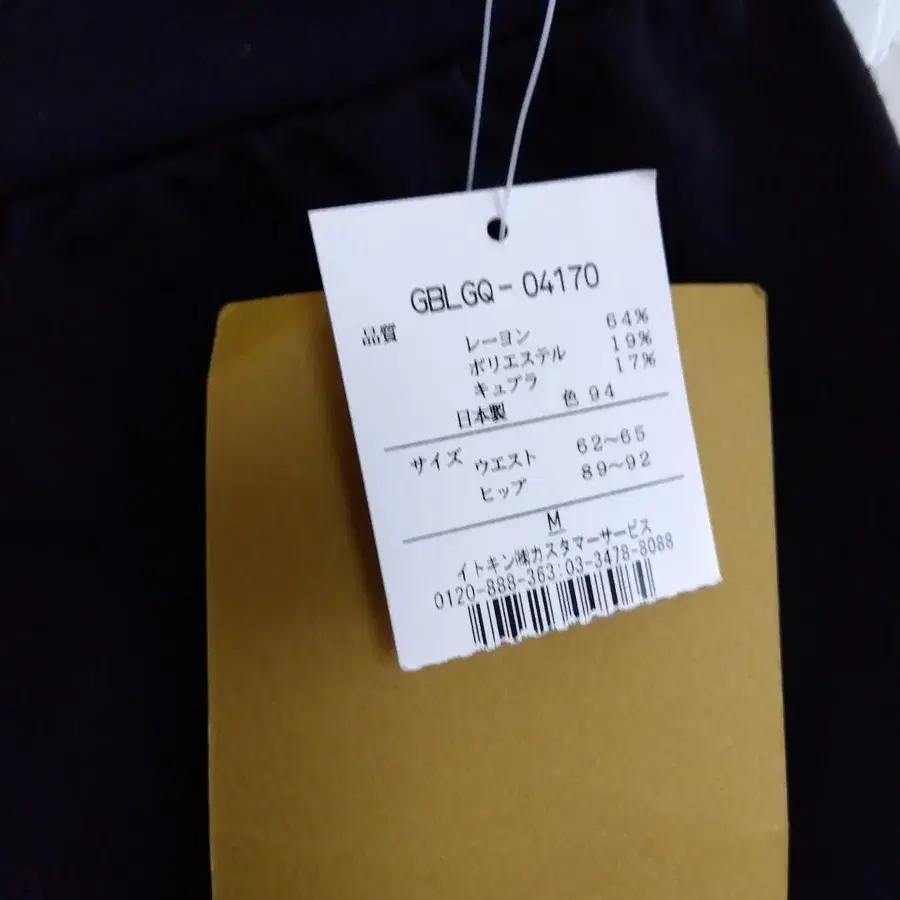 GBLGQ-04170
品質
レーヨン 64%
ポリエステル 19%
キュプラ 17%
日本製 色 94
サイズ ウエスト 62~65
ヒップ 89~92
M
イトキン㈱カスタマーサービス
0120-888-363:03-3478-8088